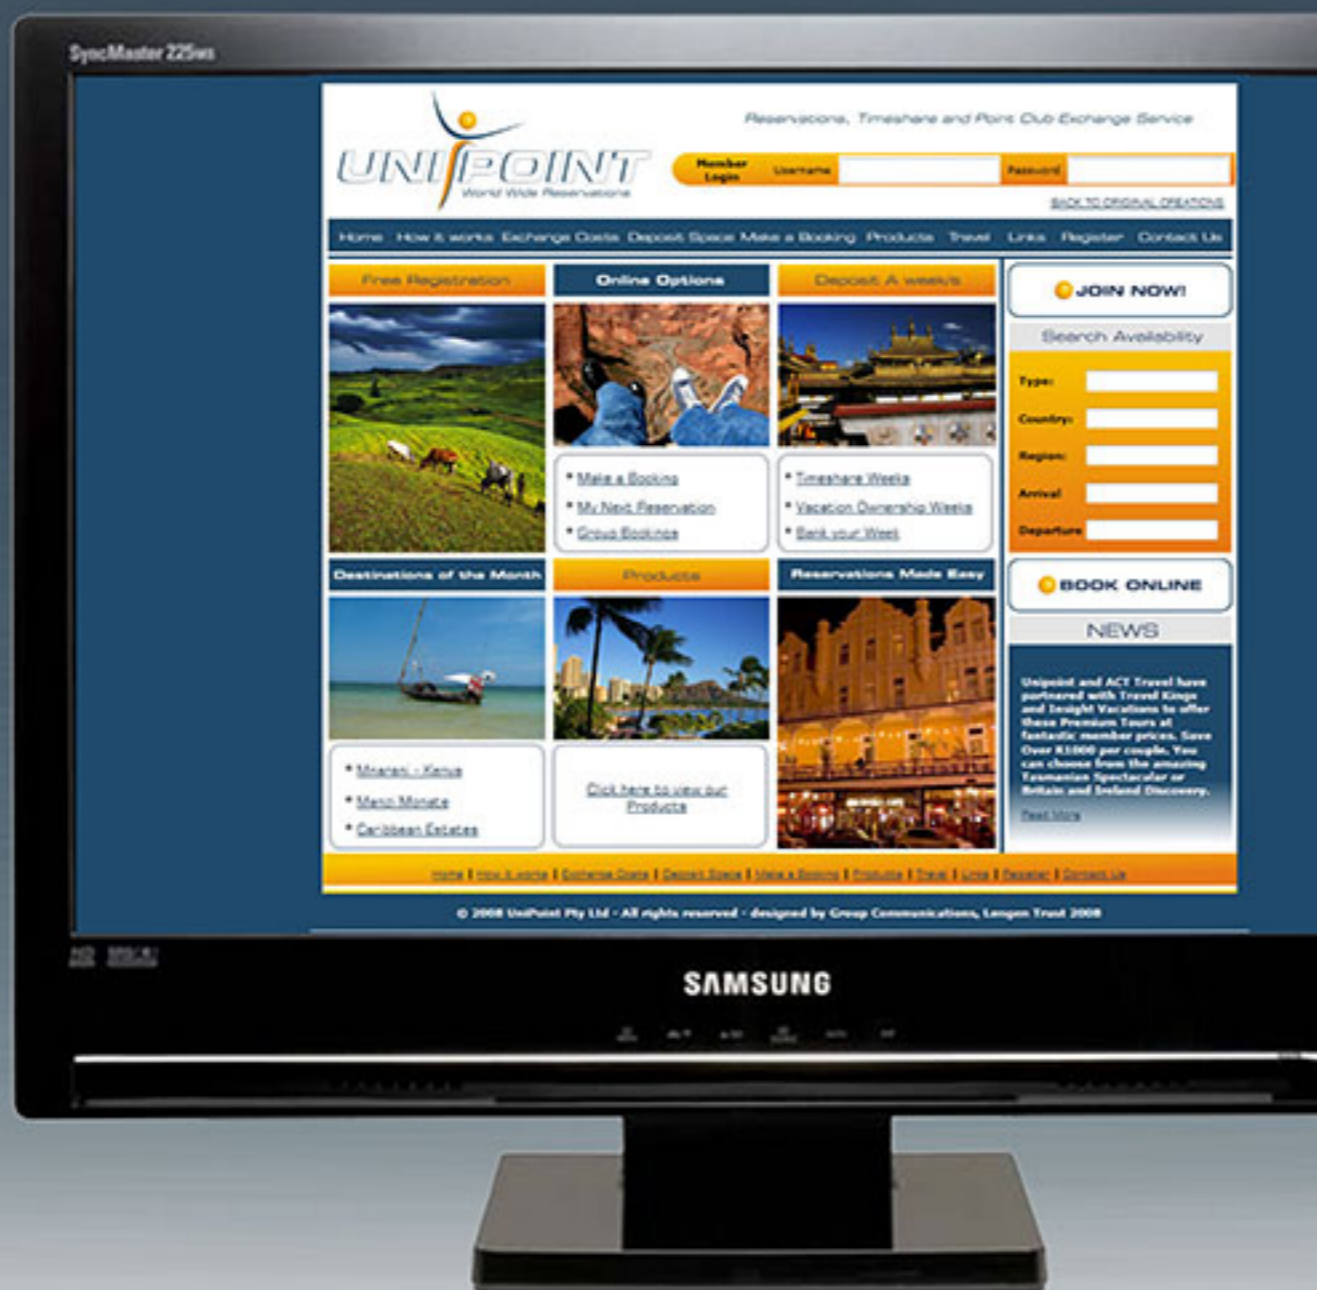 SyncMaster 225MS
Reservations, Timeshare and Point Club Exchange Service
UNIPOINT
World Wide Reservations
Member Login Username Password
BACK TO ORIGINAL CREATIONS
Home How it works Exchange Costs Deposit Space Make a Booking Products Travel Links Register Contact Us
Free Registration
Online Options
Deposit A week/s
JOIN NOW!
Search Availability
Type:
Country:
Region:
Arrival
Departure
* Make a Booking
* My Next Reservation
* Group Bookings
* Timeshare Weeks
* Vacation Ownership Weeks
* Bank your Week
Destinations of the Month
Products
Reservations Made Easy
BOOK ONLINE
NEWS
Unipoint and ACT Travel have
partnered with Travel Kings
and Insight Vacations to offer
these Premium Tours at
fantastic member prices. Save
Over R1000 per couple. You
can choose from the amazing
Tasmanian Spectacular or
Britain and Ireland Discovery.
Read More
* Mnarani - Kenya
* Manzi Monate
* Caribbean Estates
Click here to view our
Products
Home | How it works | Exchange Costs | Deposit Space | Make a Booking | Products | Travel | Links | Register | Contact Us
© 2008 UniPoint Pty Ltd - All rights reserved - designed by Group Communications, Langen Trust 2008
SAMSUNG